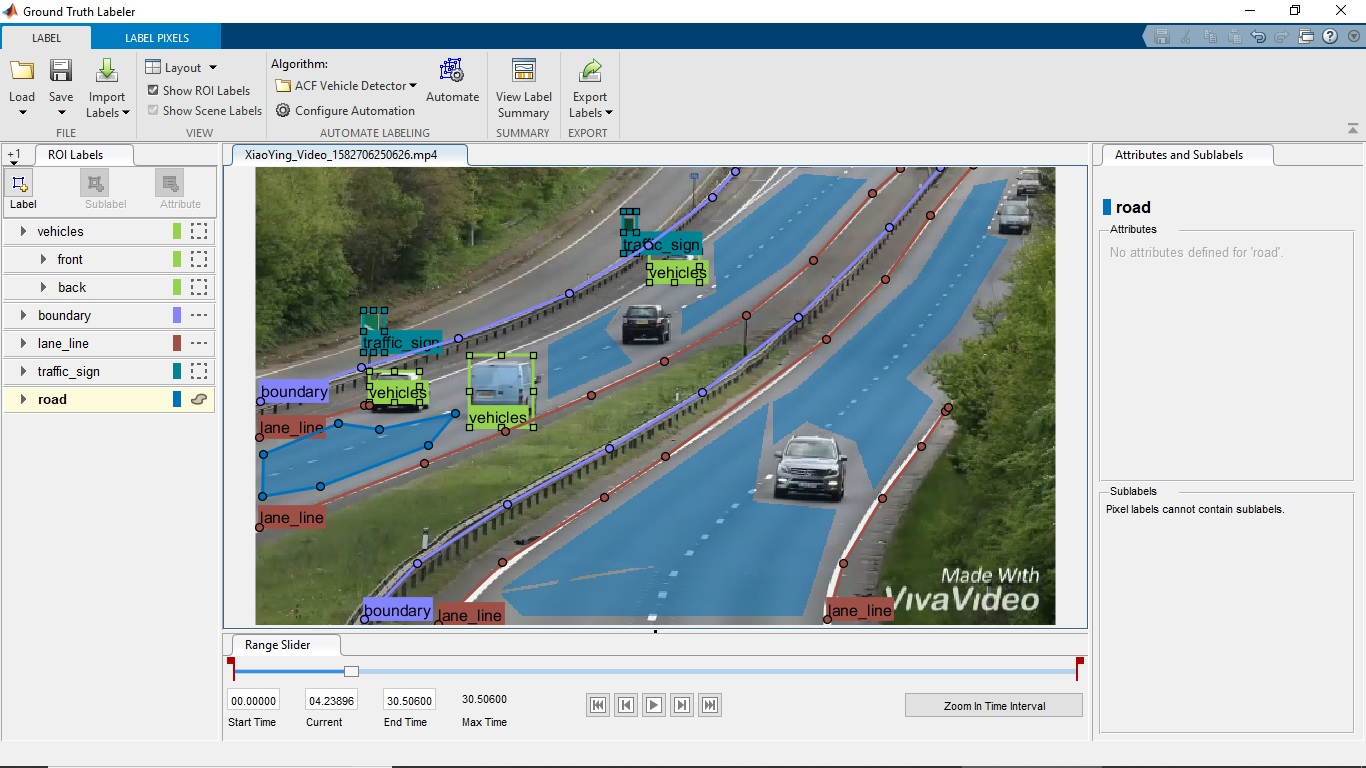 Ground Truth Labeler
LABEL
LABEL PIXELS
Load
Save
Import
Labels
FILE
Layout
Show ROI Labels
Show Scene Labels
VIEW
Algorithm:
ACF Vehicle Detector
Configure Automation
Automate
AUTOMATE LABELING
View Label
Summary
SUMMARY
Export
Labels
EXPORT
+1
ROI Labels
Label
Sublabel
Attribute
vehicles
front
back
boundary
lane_line
traffic_sign
road
XiaoYing_Video_1582706250626.mp4
traffic_sign
vehicles
traffic_sign
boundary
vehicles
vehicles
lane_line
lane_line
boundary
lane_line
lane_line
Made With
VivaVideo
Range Slider
00.00000
04.23896
30.50600
30.50600
Start Time
Current
End Time
Max Time
Zoom In Time Interval
Attributes and Sublabels
road
Attributes
No attributes defined for 'road'.
Sublabels
Pixel labels cannot contain sublabels.